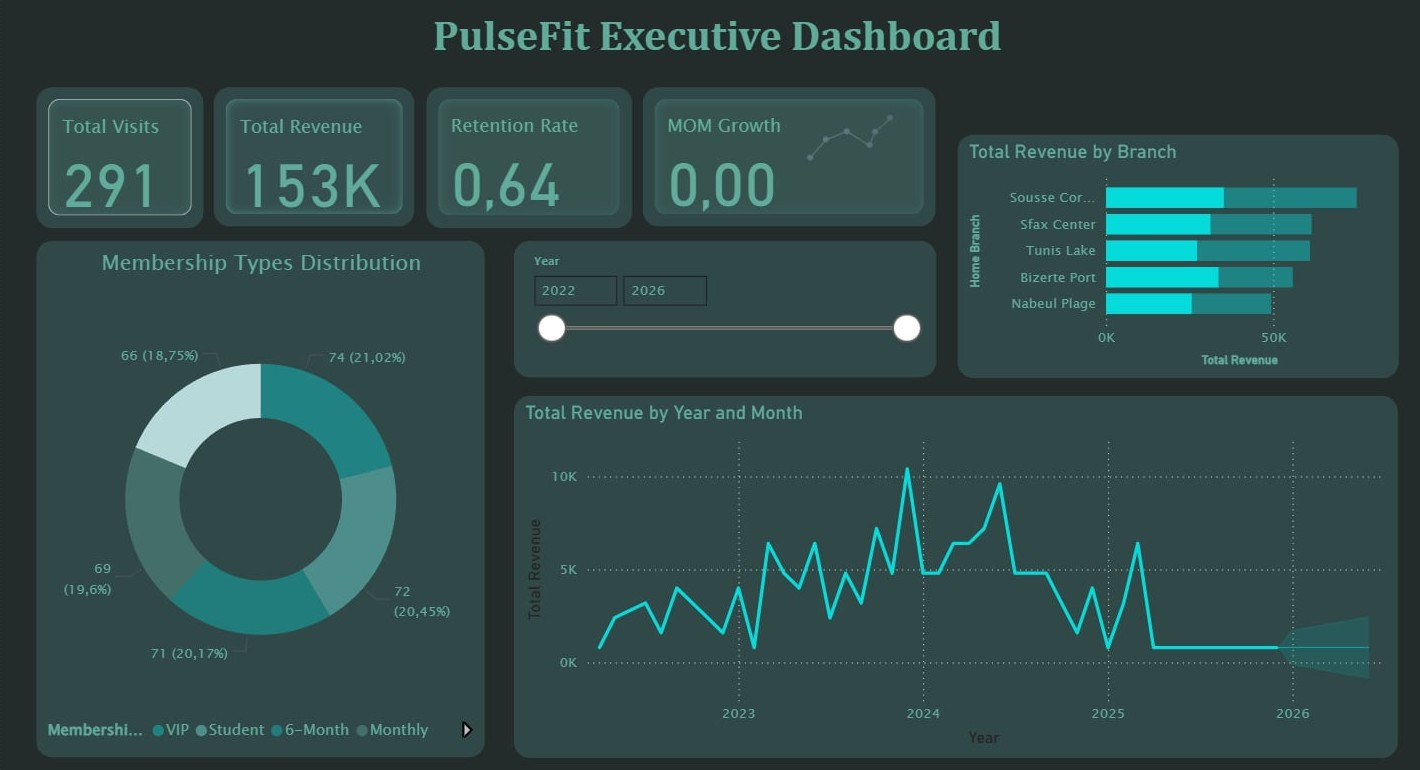 PulseFit Executive Dashboard
Total Visits
291
Total Revenue
153K
Retention Rate
0,64
MOM Growth
0,00
Total Revenue by Branch
Home Branch
Sousse Cor...
Sfax Center
Tunis Lake
Bizerte Port
Nabeul Plage
0K
50K
Total Revenue
Membership Types Distribution
66 (18,75%)
74 (21,02%)
69
(19,6%)
72
(20,45%)
71 (20,17%)
Membershi...
VIP
Student
6-Month
Monthly
Year
2022
2026
Total Revenue by Year and Month
Total Revenue
10K
5K
0K
2023
2024
2025
2026
Year